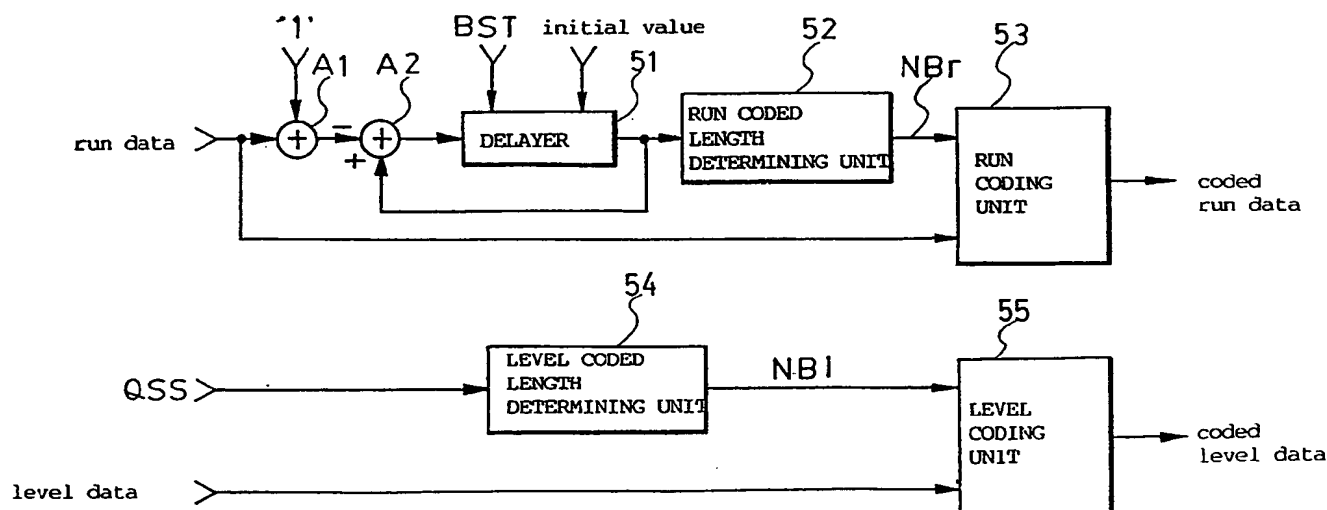 '1'
BST
initial value
A1
A2
51
52
NBr
53
run data
+
−
+
+
DELAYER
RUN CODED
LENGTH
DETERMINING UNIT
RUN
CODING
UNIT
coded
run data
54
55
QSS
LEVEL CODED
LENGTH
DETERMINING UNIT
NBl
LEVEL
CODING
UNIT
coded
level data
level data